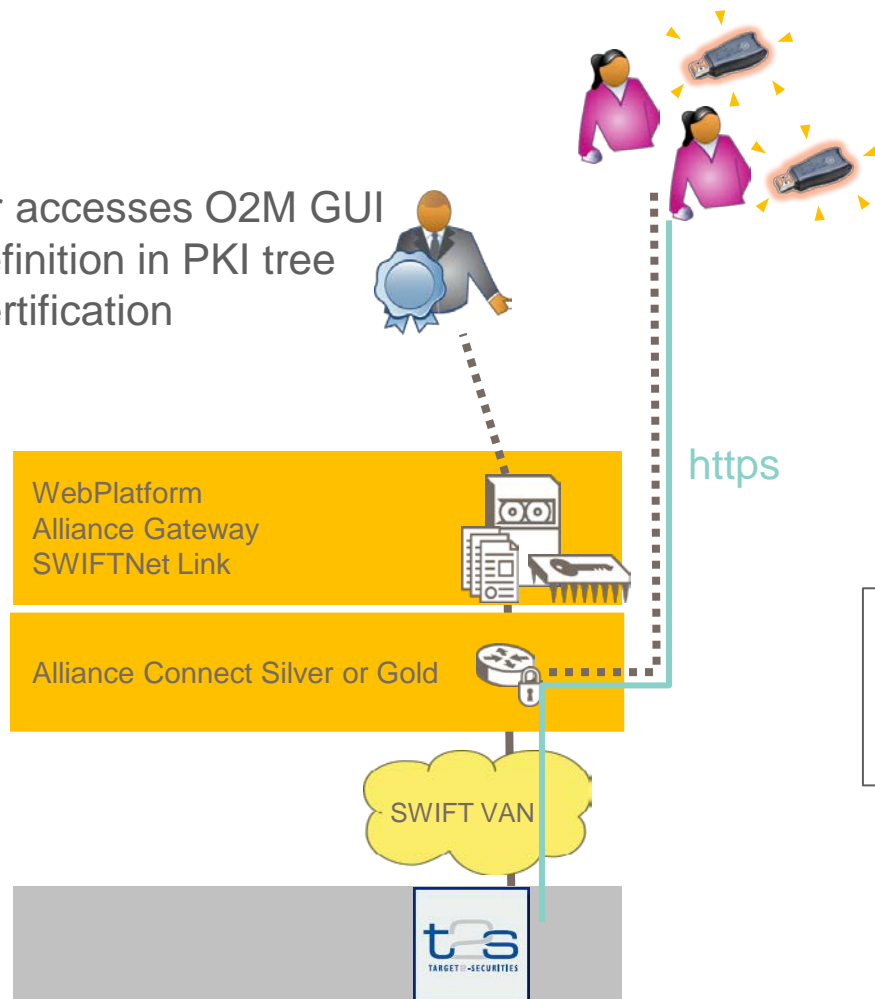 r accesses O2M GUI
efinition in PKI tree
ertification
https
WebPlatform
Alliance Gateway
SWIFTNet Link
Alliance Connect Silver or Gold
SWIFT VAN
t2s
TARGET2-SECURITIES